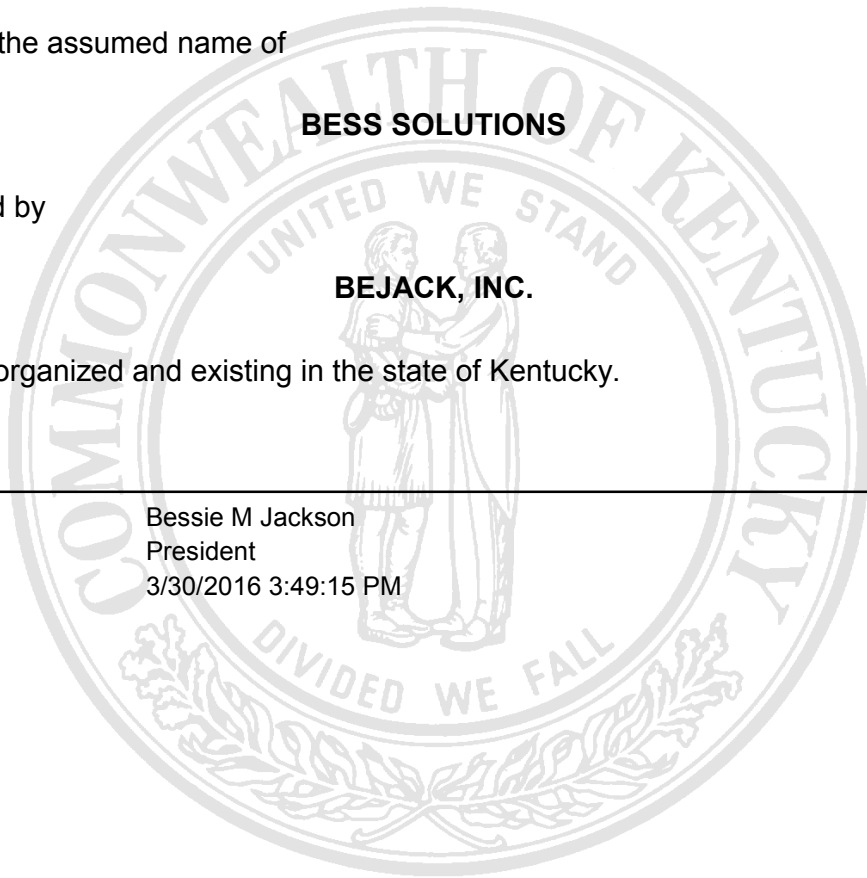 the assumed name of
BESS SOLUTIONS
d by
BEJACK, INC.
organized and existing in the state of Kentucky.
Bessie M Jackson
President
3/30/2016 3:49:15 PM
COMMONWEALTH OF KENTUCKY
UNITED WE STAND
DIVIDED WE FALL